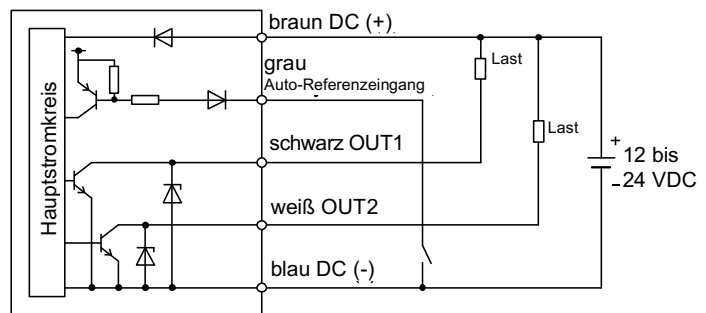 braun DC (+)
grau
Auto-Referenzeingang
Last
Last
Hauptstromkreis
schwarz OUT1
+
12 bis
- 24 VDC
weiß OUT2
blau DC (-)